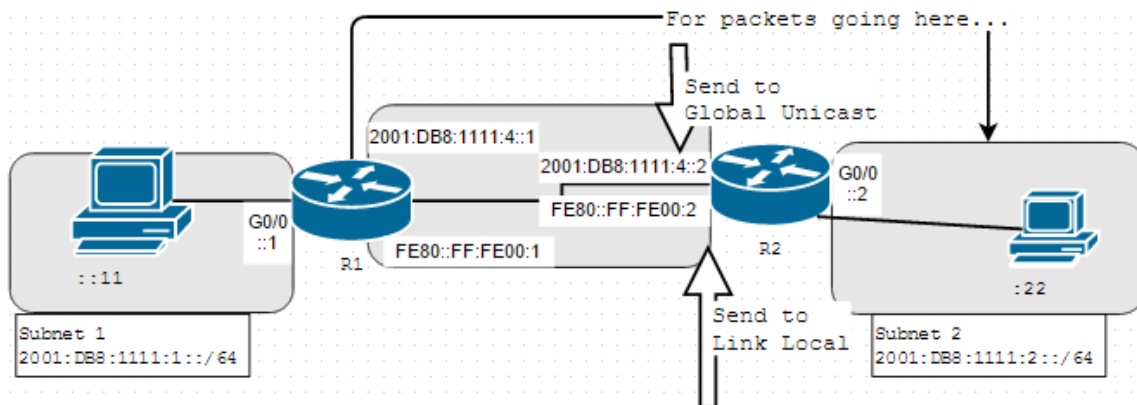 For packets going here...
Send to
Global Unicast
2001:DB8:1111:4::1
2001:DB8:1111:4::2
G0/0
::2
G0/0
::1
FE80::FF:FE00:2
R1
FE80::FF:FE00:1
R2
::11
:22
Send to
Link Local
Subnet 1
2001:DB8:1111:1::/64
Subnet 2
2001:DB8:1111:2::/64